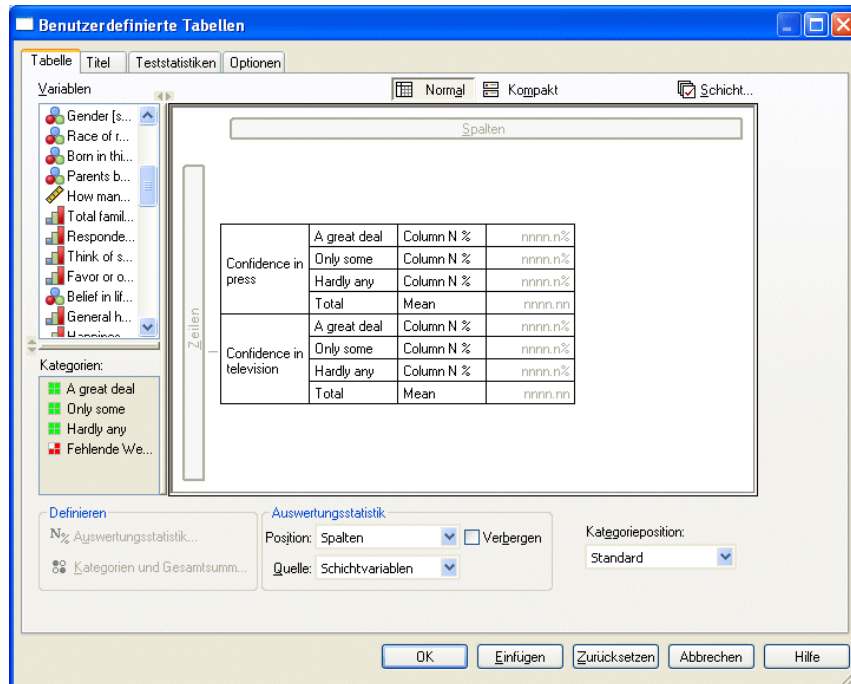 Benutzerdefinierte Tabellen
Tabelle Titel Teststatistiken Optionen
Variablen
Normal Kompakt Schicht...
Gender [s...
Race of r...
Born in thi...
Parents b...
How man...
Total famil...
Responde...
Think of s...
Favor or o...
Belief in lif...
General h...
Spalten
Zeilen
Confidence in press
A great deal Column N % nnnn.n%
Only some Column N % nnnn.n%
Hardly any Column N % nnnn.n%
Total Mean nnnn.nn
Confidence in television
A great deal Column N % nnnn.n%
Only some Column N % nnnn.n%
Hardly any Column N % nnnn.n%
Total Mean nnnn.nn
Kategorien:
A great deal
Only some
Hardly any
Fehlende We...
Definieren
N% Auswertungsstatistik...
Kategorien und Gesamtsumm...
Auswertungsstatistik
Position: Spalten Verbergen
Quelle: Schichtvariablen
Kategorieposition:
Standard
OK Einfügen Zurücksetzen Abbrechen Hilfe